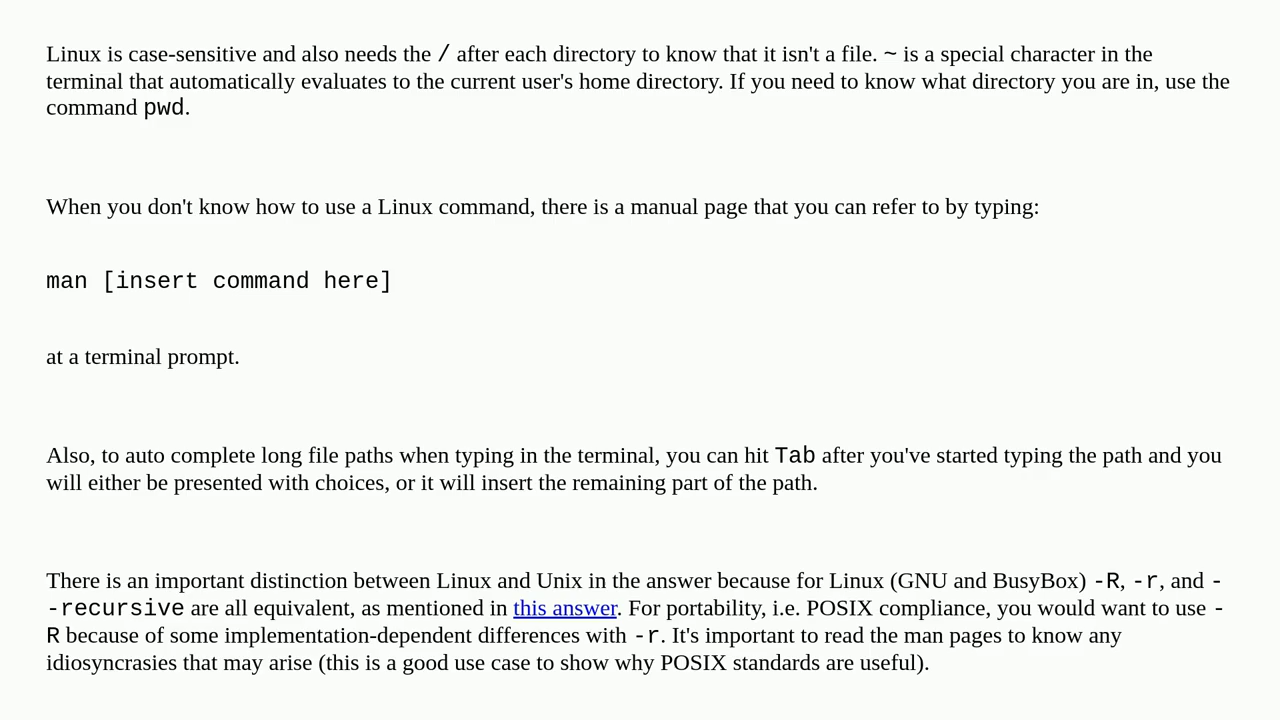 Linux is case-sensitive and also needs the / after each directory to know that it isn't a file. ~ is a special character in the
terminal that automatically evaluates to the current user's home directory. If you need to know what directory you are in, use the
command pwd.
When you don't know how to use a Linux command, there is a manual page that you can refer to by typing:
man [insert command here]
at a terminal prompt.
Also, to auto complete long file paths when typing in the terminal, you can hit Tab after you've started typing the path and you
will either be presented with choices, or it will insert the remaining part of the path.
There is an important distinction between Linux and Unix in the answer because for Linux (GNU and BusyBox) -R, -r, and -
-recursive are all equivalent, as mentioned in this answer. For portability, i.e. POSIX compliance, you would want to use -
R because of some implementation-dependent differences with -r. It's important to read the man pages to know any
idiosyncrasies that may arise (this is a good use case to show why POSIX standards are useful).